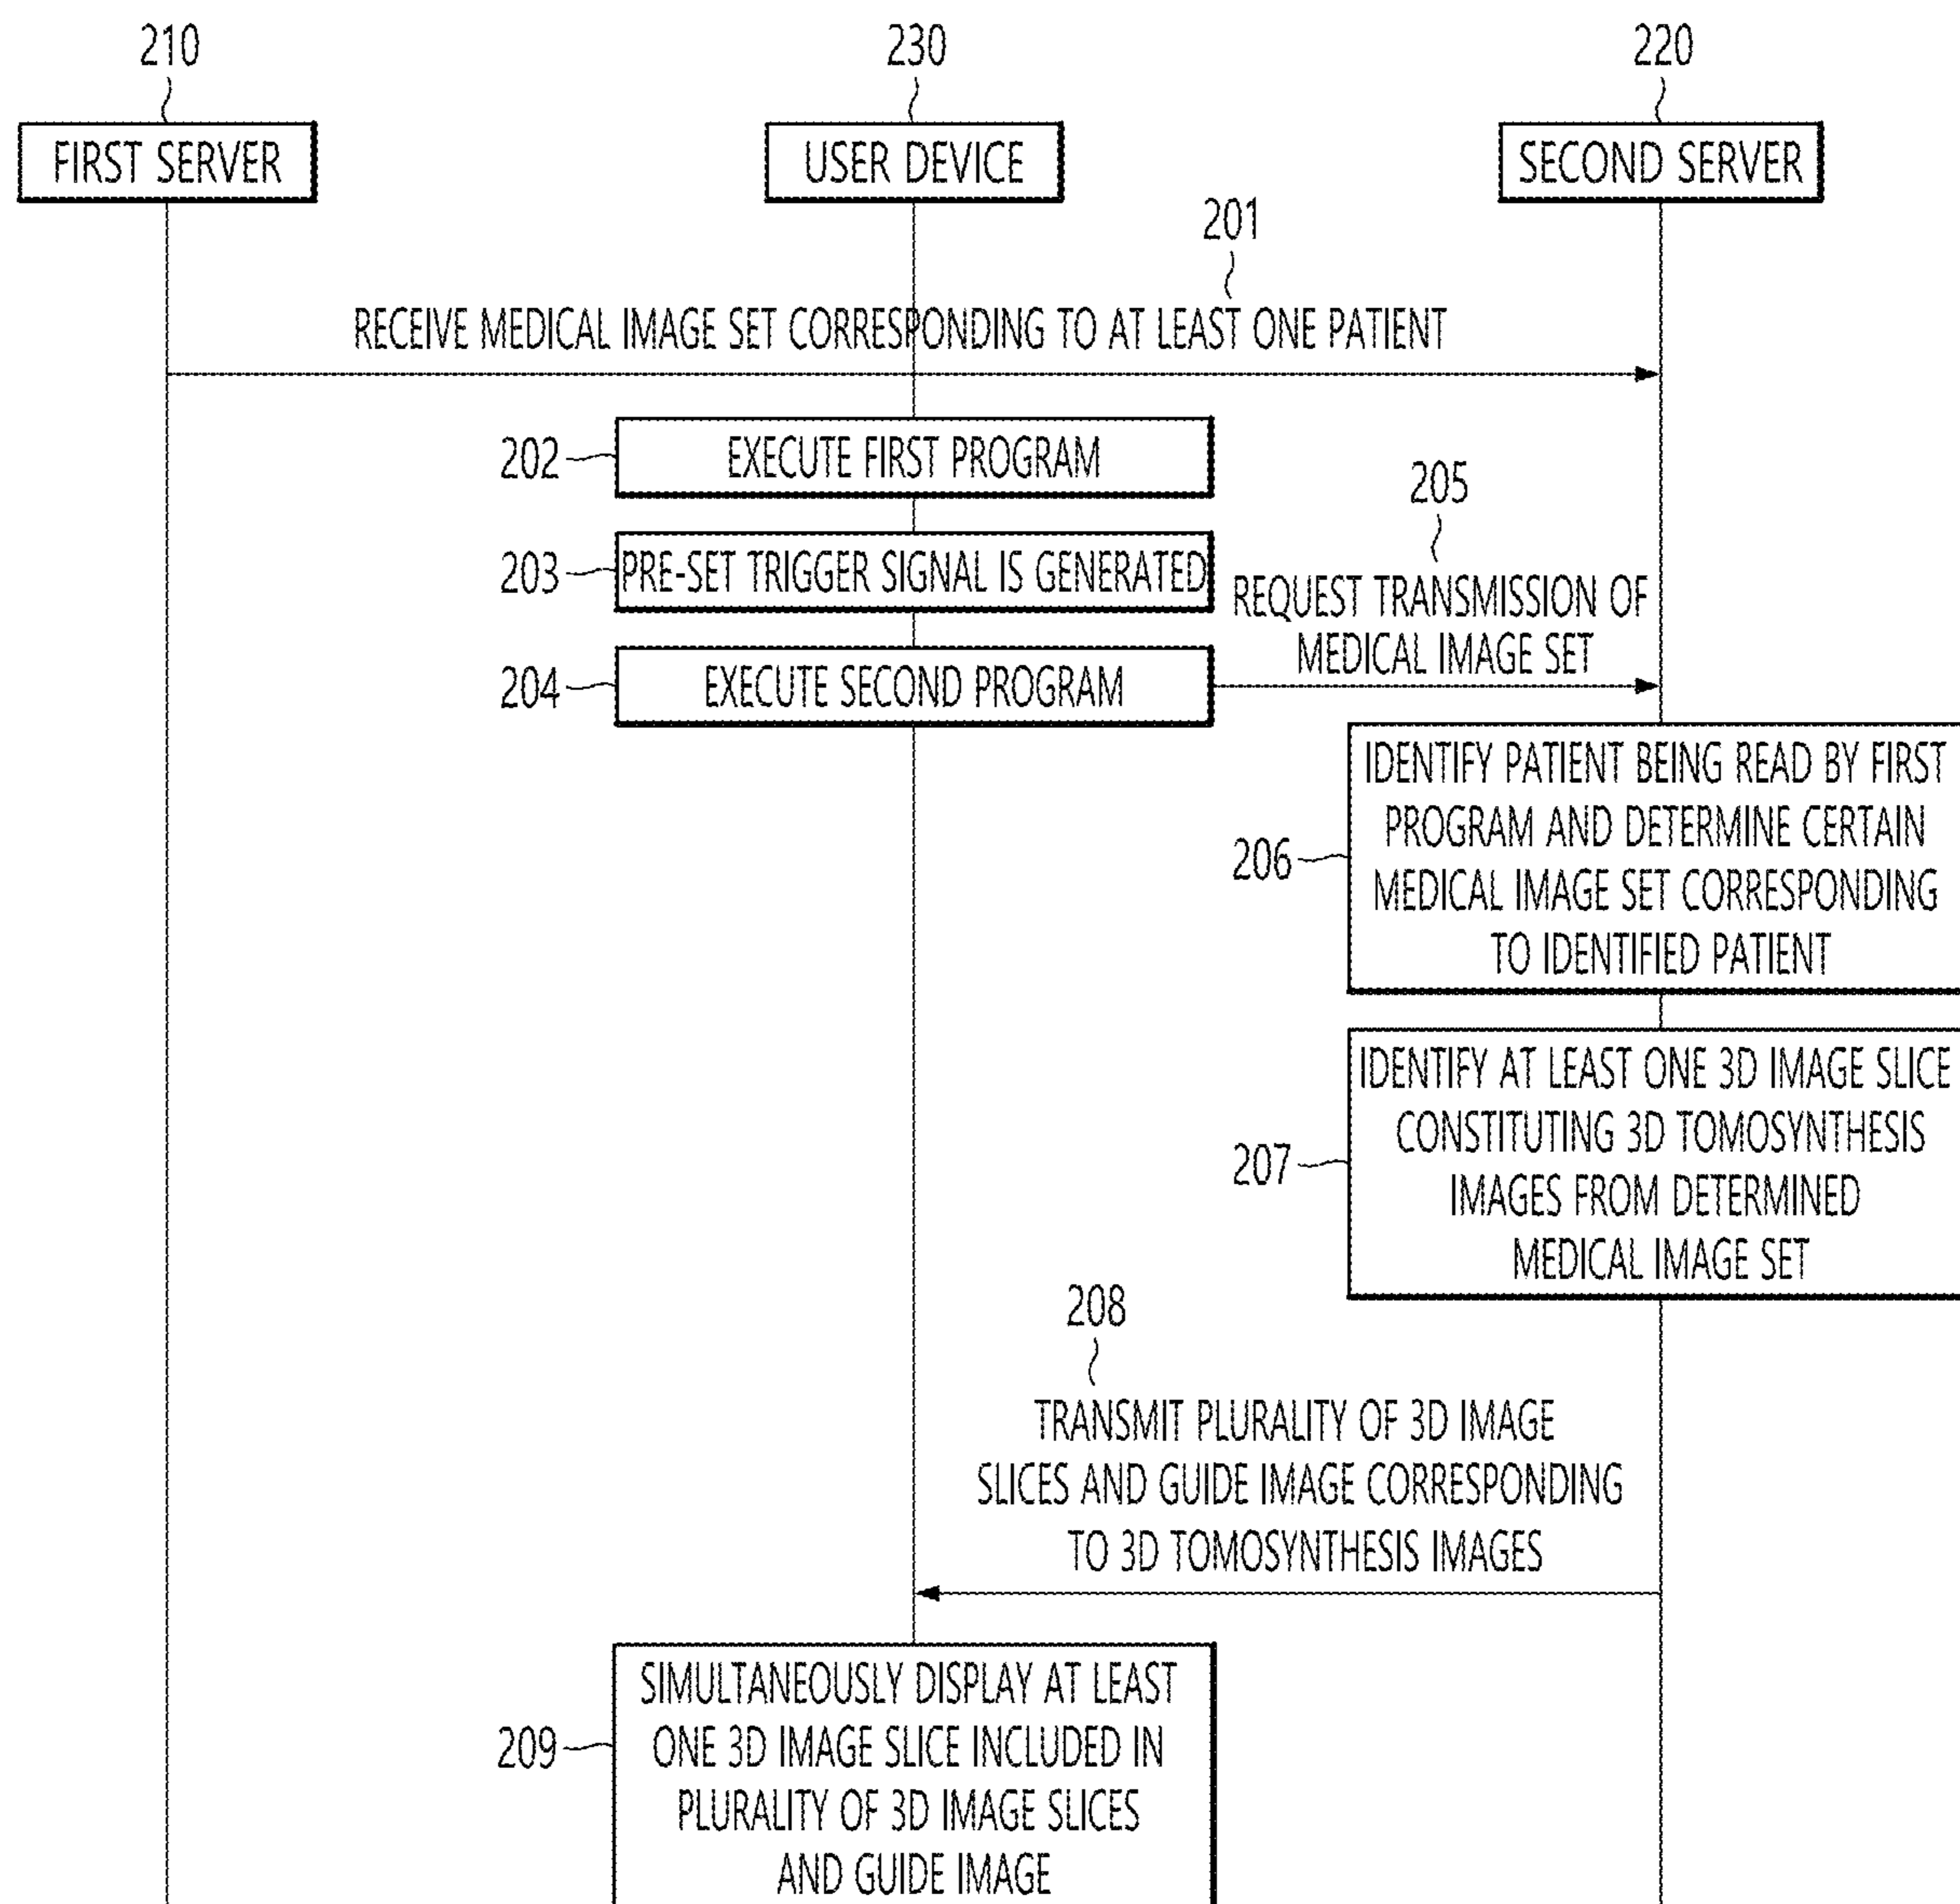 210
230
220
FIRST SERVER
USER DEVICE
SECOND SERVER
201
RECEIVE MEDICAL IMAGE SET CORRESPONDING TO AT LEAST ONE PATIENT
202
EXECUTE FIRST PROGRAM
203
PRE-SET TRIGGER SIGNAL IS GENERATED
205
REQUEST TRANSMISSION OF
MEDICAL IMAGE SET
204
EXECUTE SECOND PROGRAM
206
IDENTIFY PATIENT BEING READ BY FIRST
PROGRAM AND DETERMINE CERTAIN
MEDICAL IMAGE SET CORRESPONDING
TO IDENTIFIED PATIENT
207
IDENTIFY AT LEAST ONE 3D IMAGE SLICE
CONSTITUTING 3D TOMOSYNTHESIS
IMAGES FROM DETERMINED
MEDICAL IMAGE SET
208
TRANSMIT PLURALITY OF 3D IMAGE
SLICES AND GUIDE IMAGE CORRESPONDING
TO 3D TOMOSYNTHESIS IMAGES
209
SIMULTANEOUSLY DISPLAY AT LEAST
ONE 3D IMAGE SLICE INCLUDED IN
PLURALITY OF 3D IMAGE SLICES
AND GUIDE IMAGE